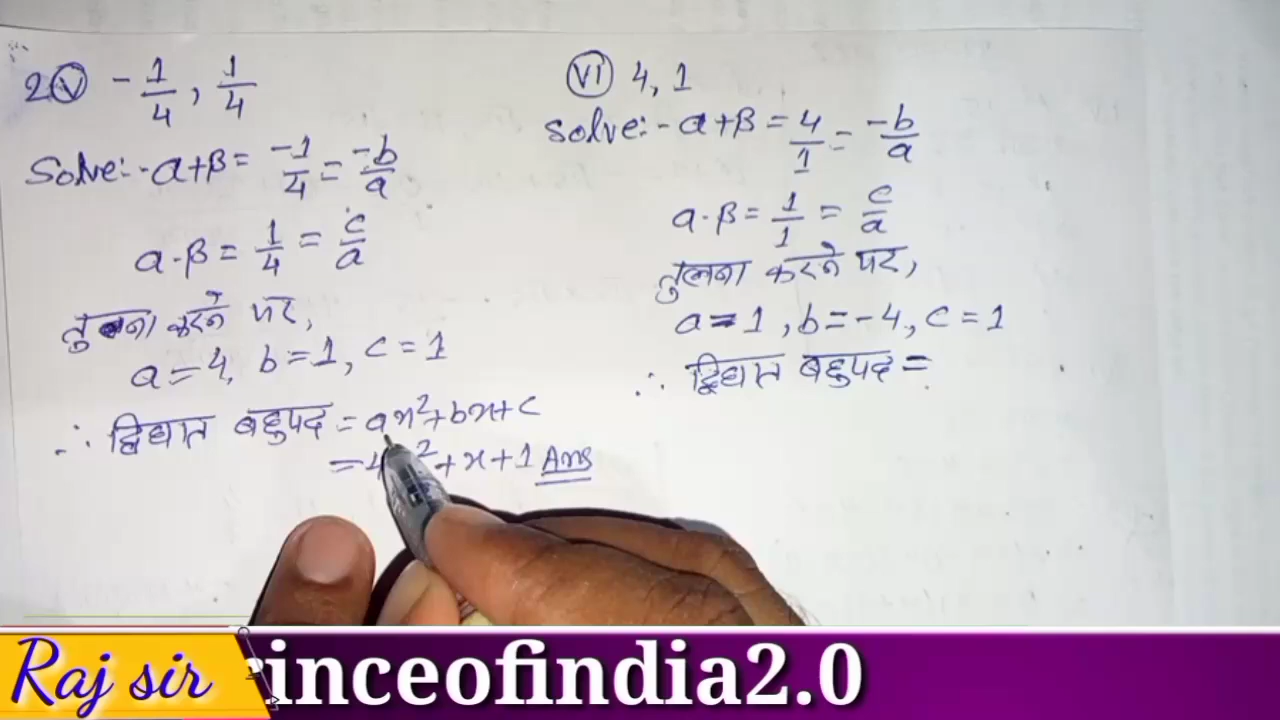 2(V) -1/4, 1/4
Solve:- α+β = -1/4 = -b/a
α·β = 1/4 = c/a
तुलना करने पर,
a=4, b=1, c=1
∴ द्विघात बहुपद = ax²+bx+c
=4 ²+x+1 Ans
(VI) 4, 1
Solve:- α+β = 4/1 = -b/a
α·β = 1/1 = c/a
तुलना करने पर,
a=1, b=-4, c=1
∴ द्विघात बहुपद =
Raj sir
inceofindia2.0